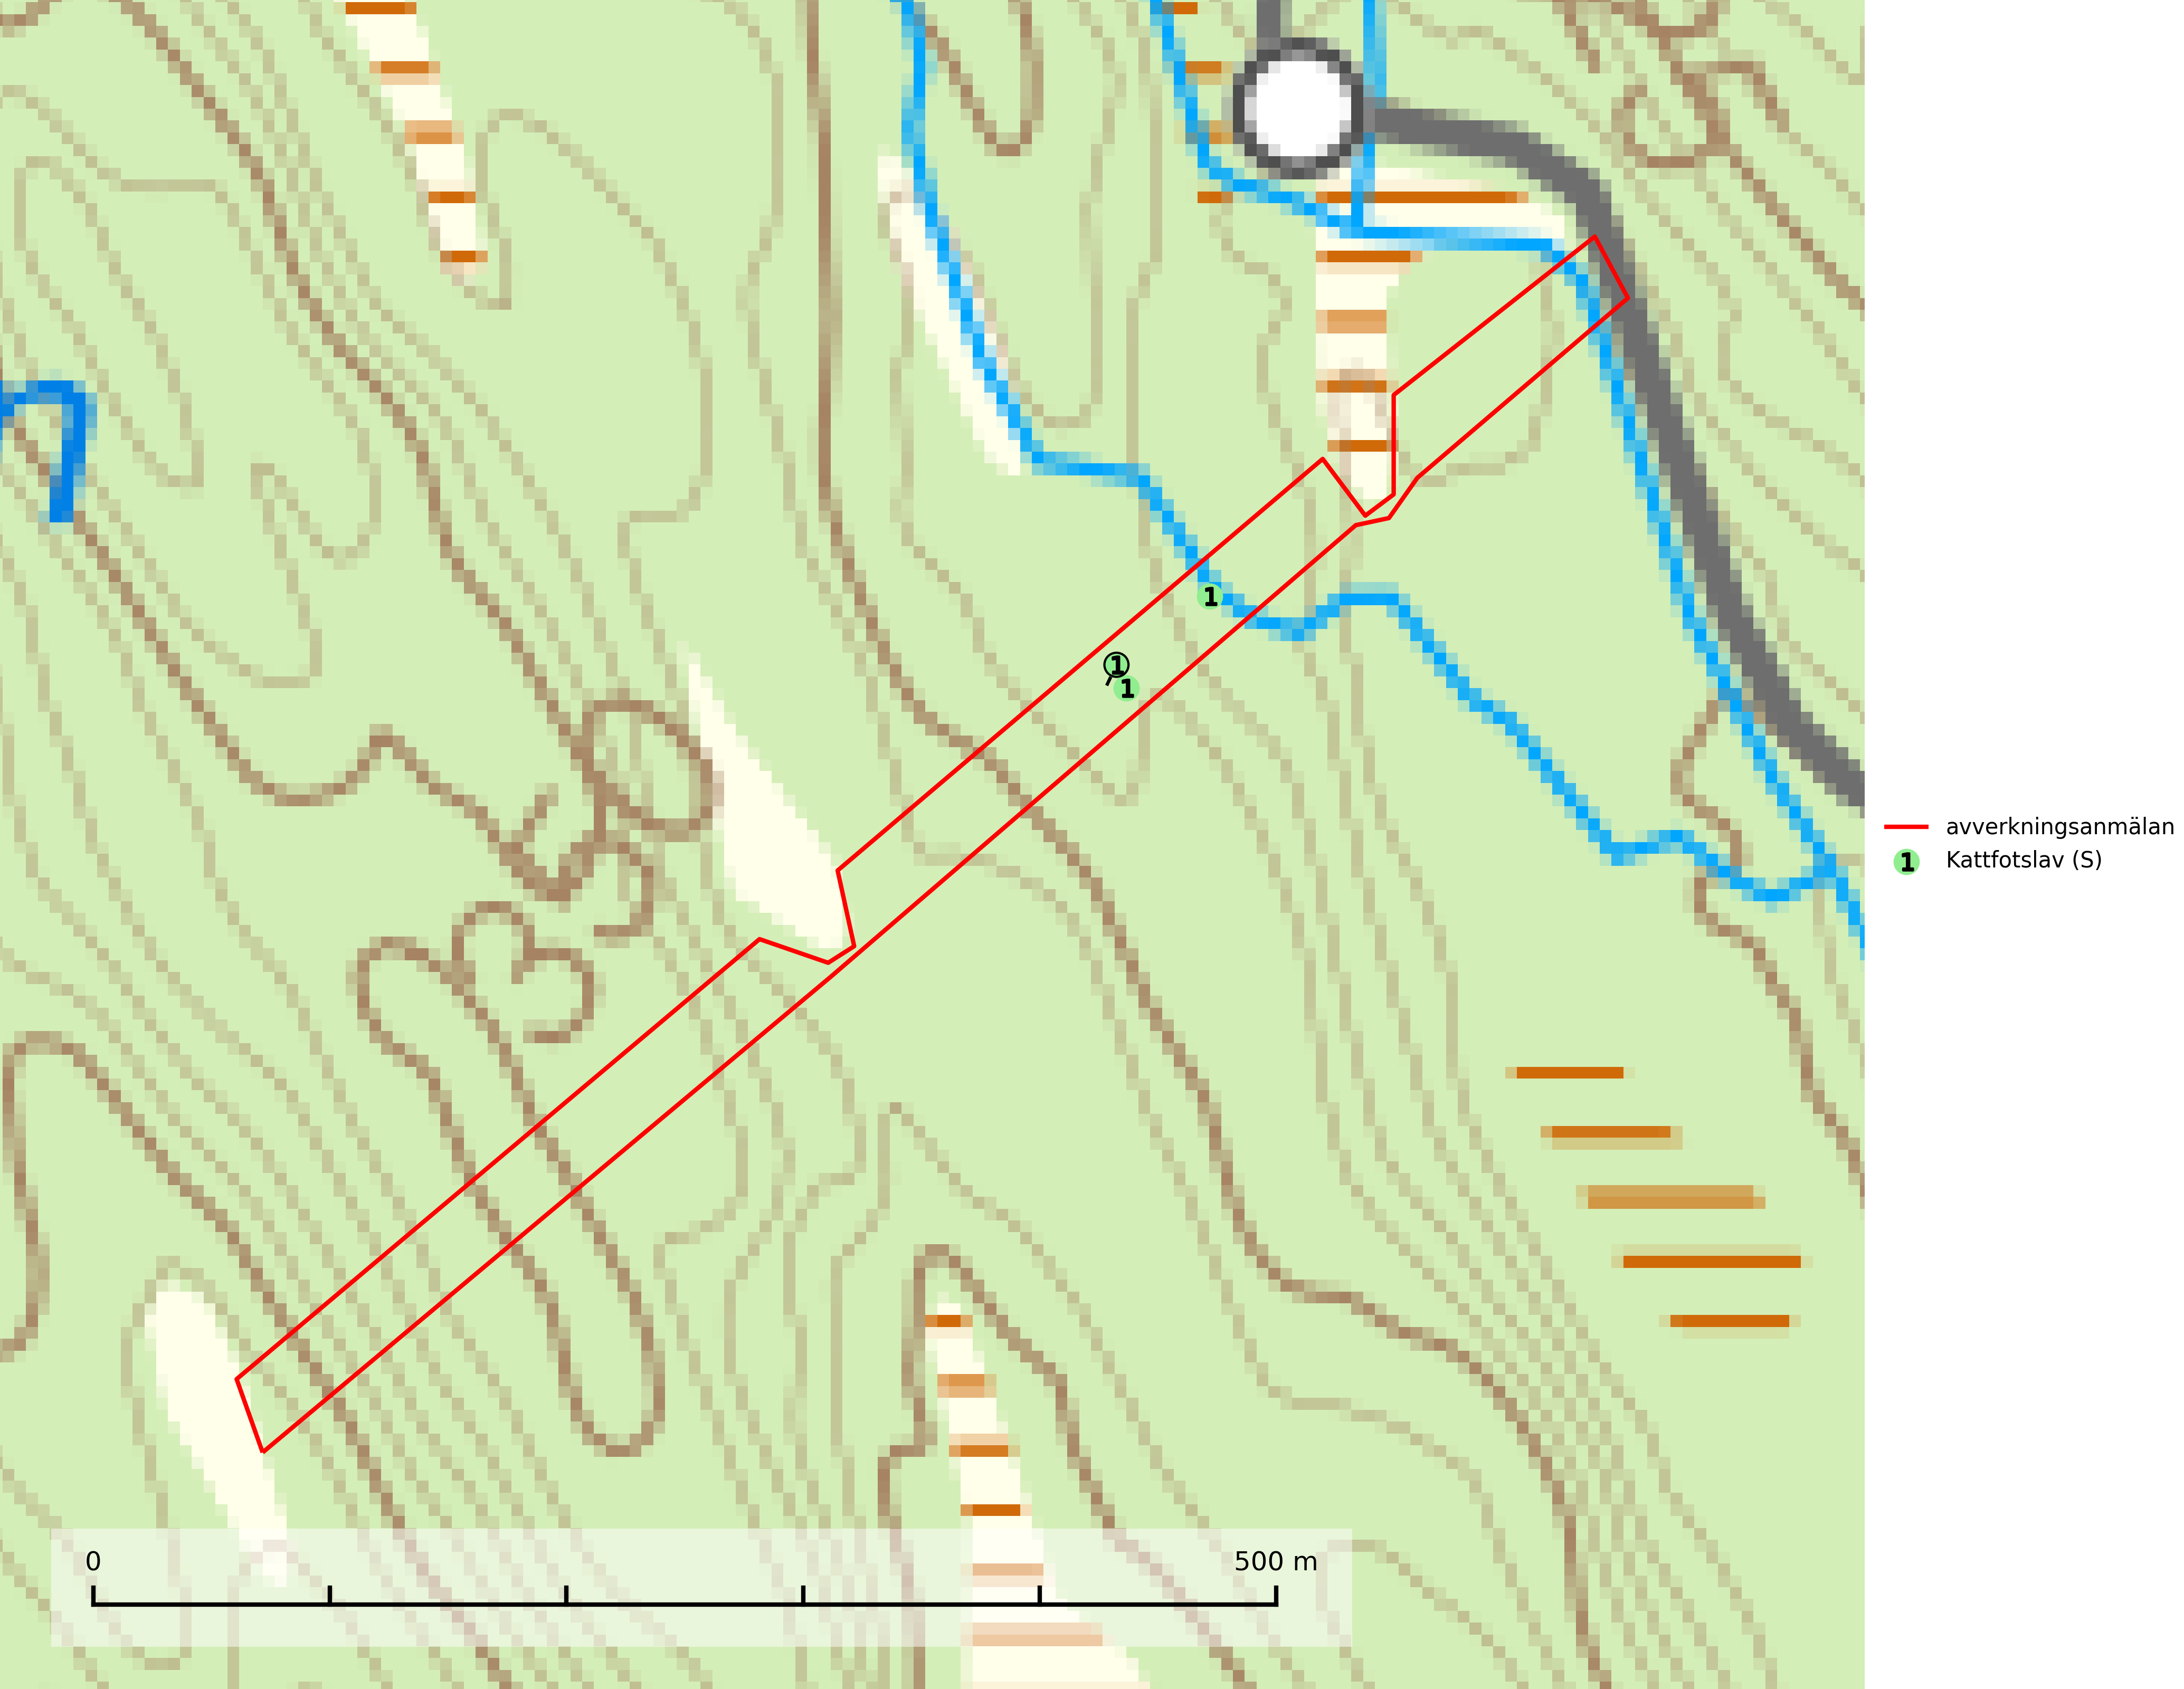 1
1
1
avverkningsanmälan
1 Kattfotslav (S)
0 500 m